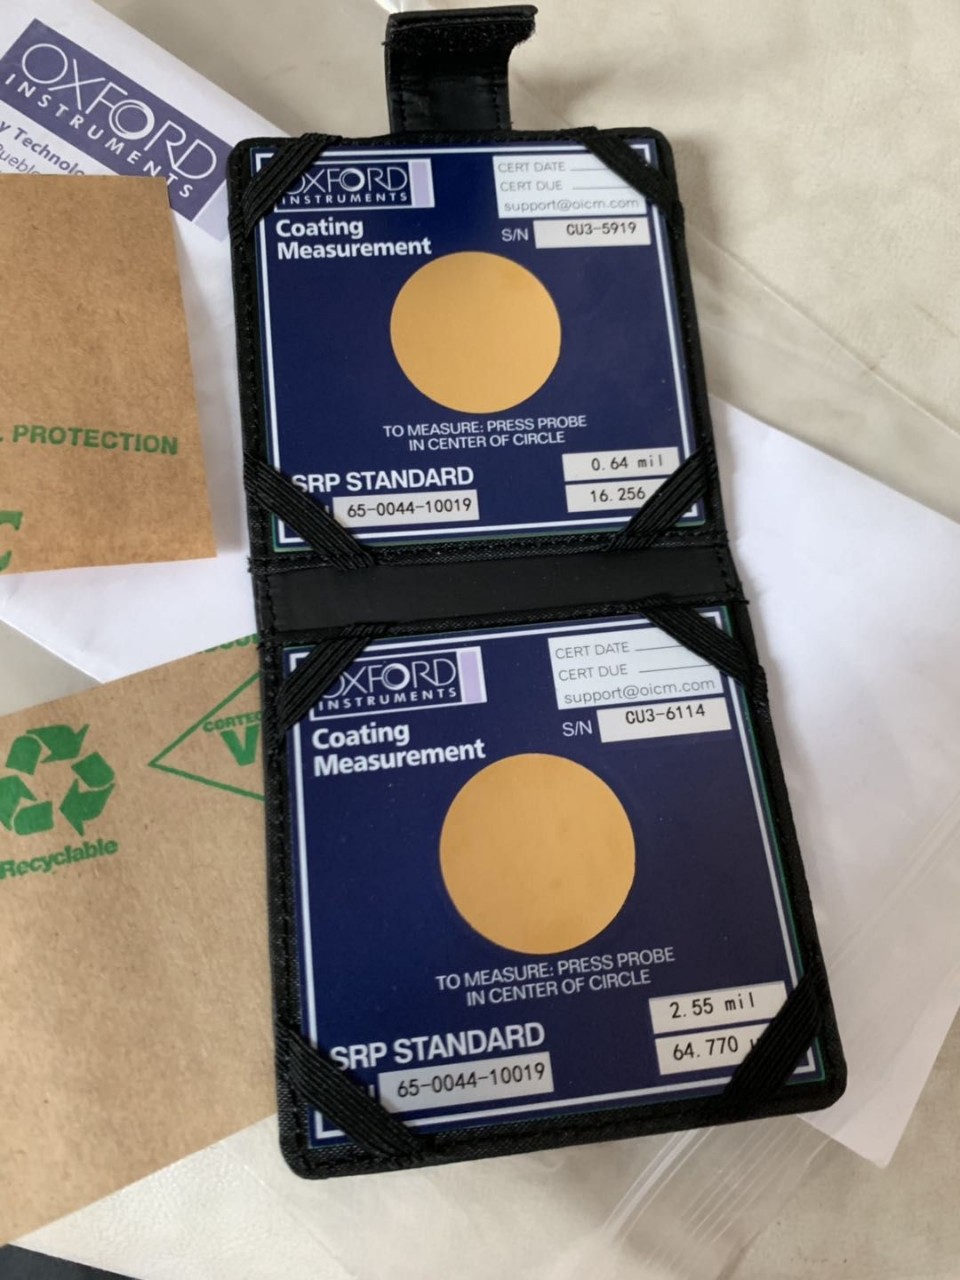 OXFORD
INSTRUMENTS
y Technolo
Pueblo
PROTECTION
CORTEC
Recyclable
OXFORD
INSTRUMENTS
Coating
Measurement
CERT DATE
CERT DUE
support@oicm.com
S/N CU3-5919
TO MEASURE: PRESS PROBE
IN CENTER OF CIRCLE
SRP STANDARD
65-0044-10019
0.64 mil
16.256
OXFORD
INSTRUMENTS
Coating
Measurement
CERT DATE
CERT DUE
support@oicm.com
S/N CU3-6114
TO MEASURE: PRESS PROBE
IN CENTER OF CIRCLE
SRP STANDARD
65-0044-10019
2.55 mil
64.770